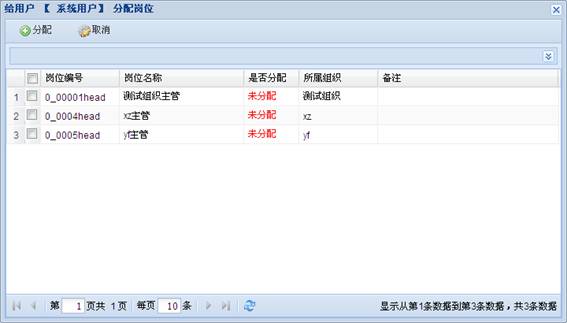 给用户 【 系统用户】 分配岗位
分配 取消
岗位编号 岗位名称 是否分配 所属组织 备注
1 0_00001head 测试组织主管 未分配 测试组织
2 0_0004head xz主管 未分配 xz
3 0_0005head yf主管 未分配 yf
第 1 页共 1 页 每页 10 条 显示从第1条数据到第3条数据，共3条数据